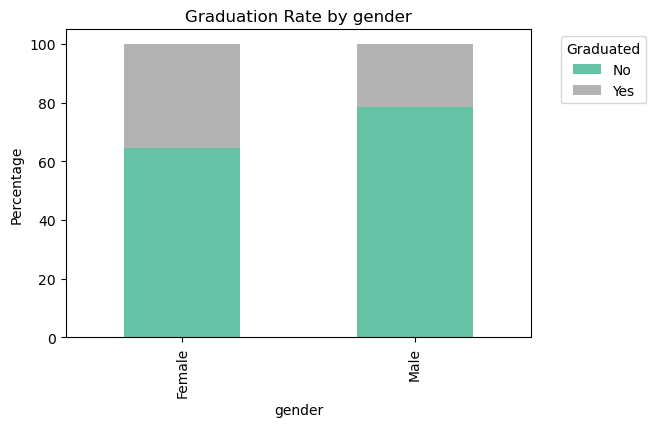 Graduation Rate by gender
Graduated
No
Yes
Percentage
100
80
60
40
20
0
Female
Male
gender